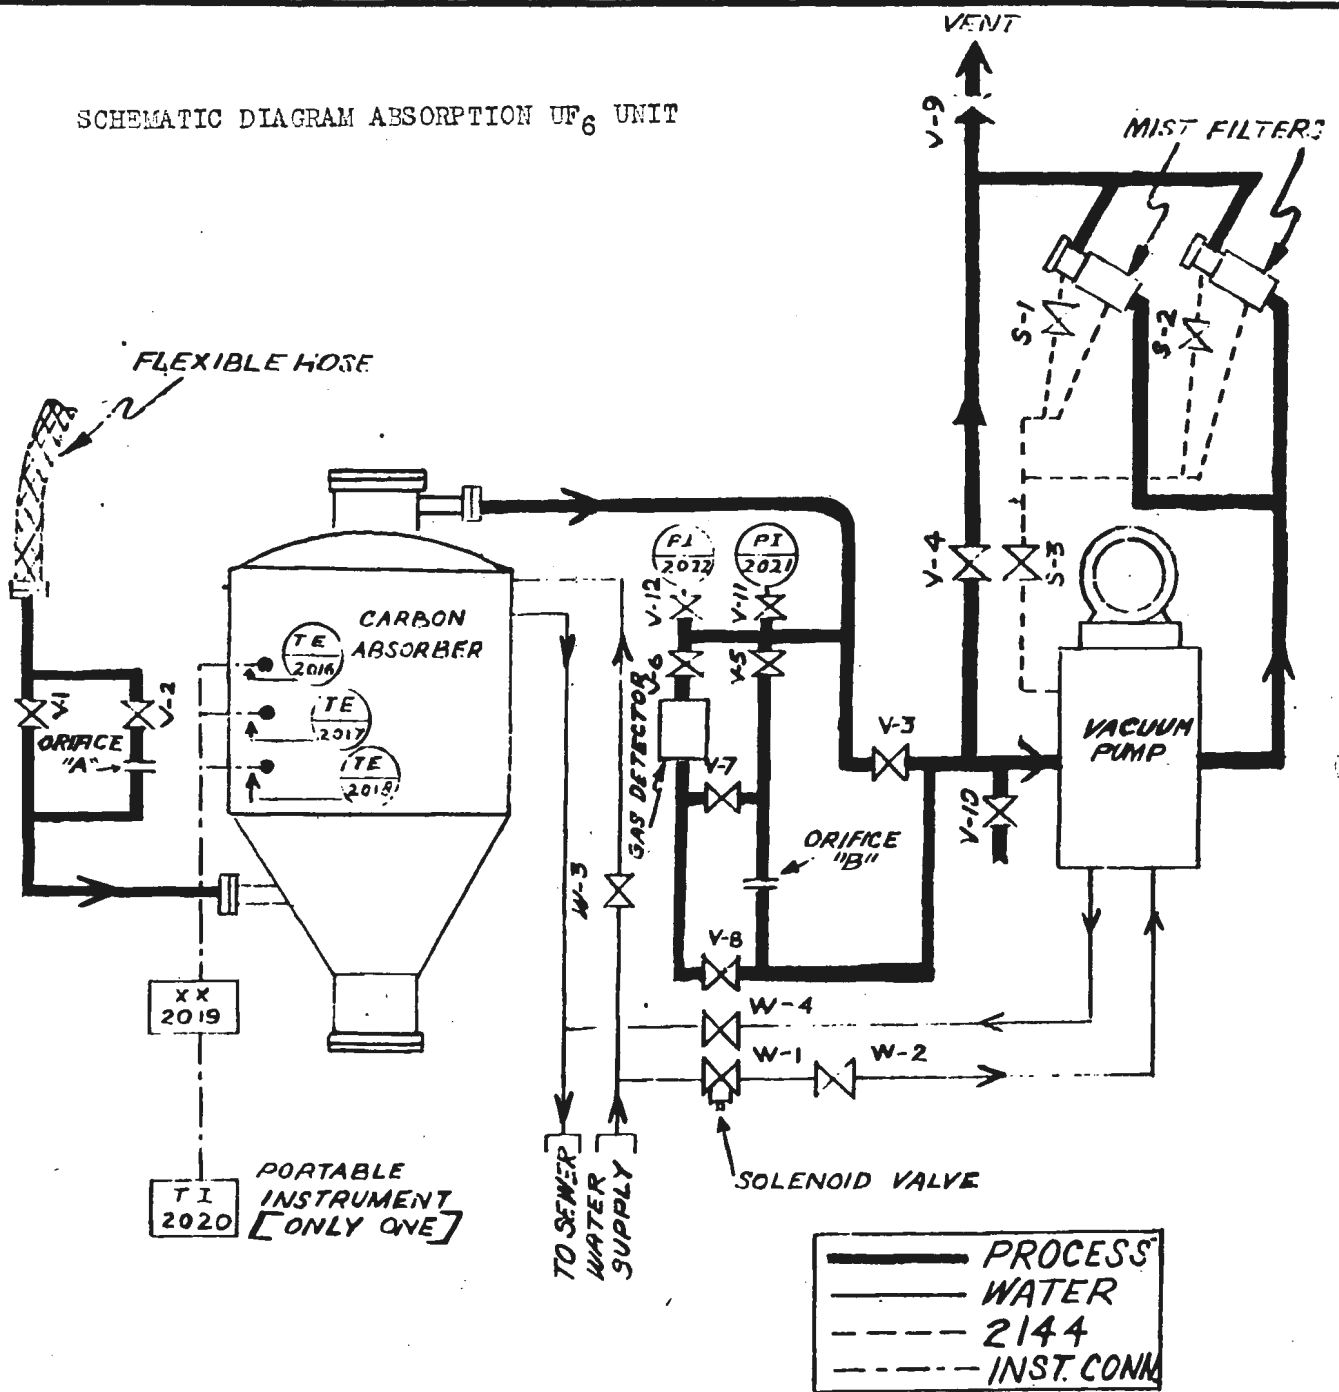 VENT
SCHEMATIC DIAGRAM ABSORPTION UF6 UNIT
V-9
MIST FILTERS
S-1
S-2
FLEXIBLE HOSE
PI
2022
PI
2021
V-12
V-11
V-4
S-3
CARBON
ABSORBER
TE
2016
TE
2017
TE
2018
V-6
V-5
V-1
V-2
ORIFICE
"A"
GAS DETECTOR
V-7
V-3
VACUUM
PUMP
V-10
ORIFICE
"B"
W-3
V-8
XX
2019
W-4
W-1
W-2
TI
2020
PORTABLE
INSTRUMENT
[ONLY ONE]
TO SEWER
WATER
SUPPLY
SOLENOID VALVE
PROCESS
WATER
2144
INST. CONN.